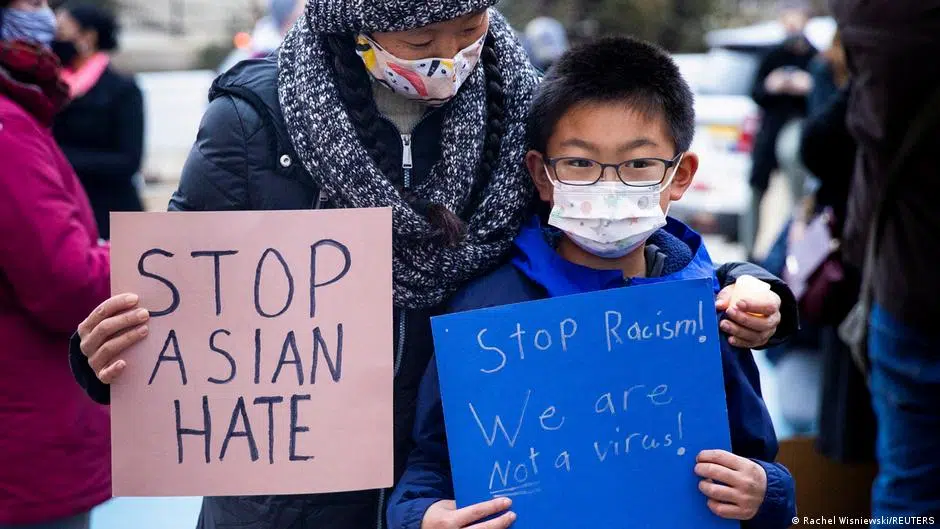 STOP
ASIAN
HATE
Stop Racism!
We are
Not a virus!
© Rachel Wisniewski/REUTERS